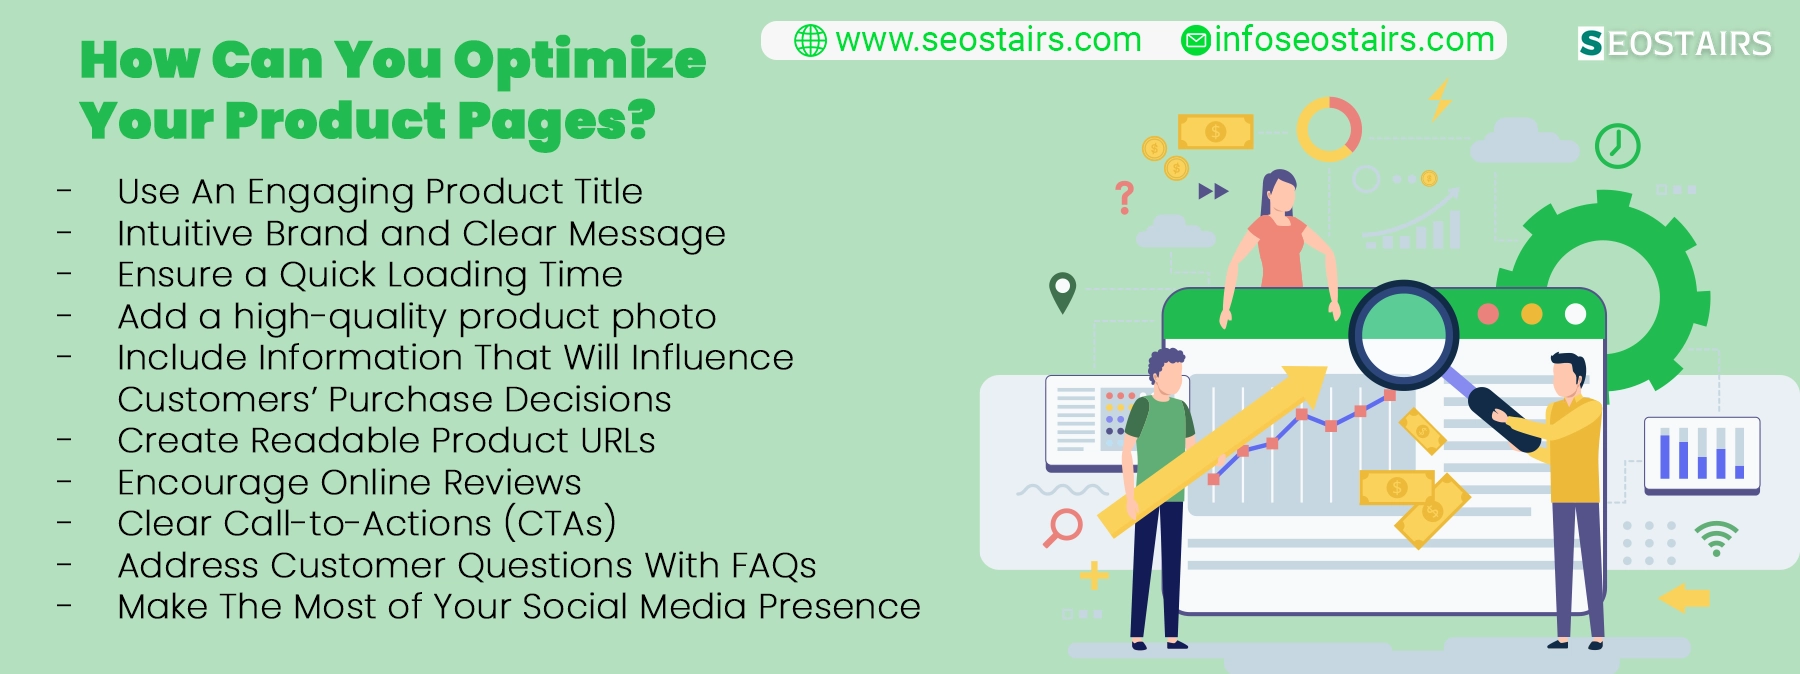 How Can You Optimize
Your Product Pages?
www.seostairs.com
infoseostairs.com
SEOSTAIRS
- Use An Engaging Product Title
- Intuitive Brand and Clear Message
- Ensure a Quick Loading Time
- Add a high-quality product photo
- Include Information That Will Influence
Customers’ Purchase Decisions
- Create Readable Product URLs
- Encourage Online Reviews
- Clear Call-to-Actions (CTAs)
- Address Customer Questions With FAQs
- Make The Most of Your Social Media Presence